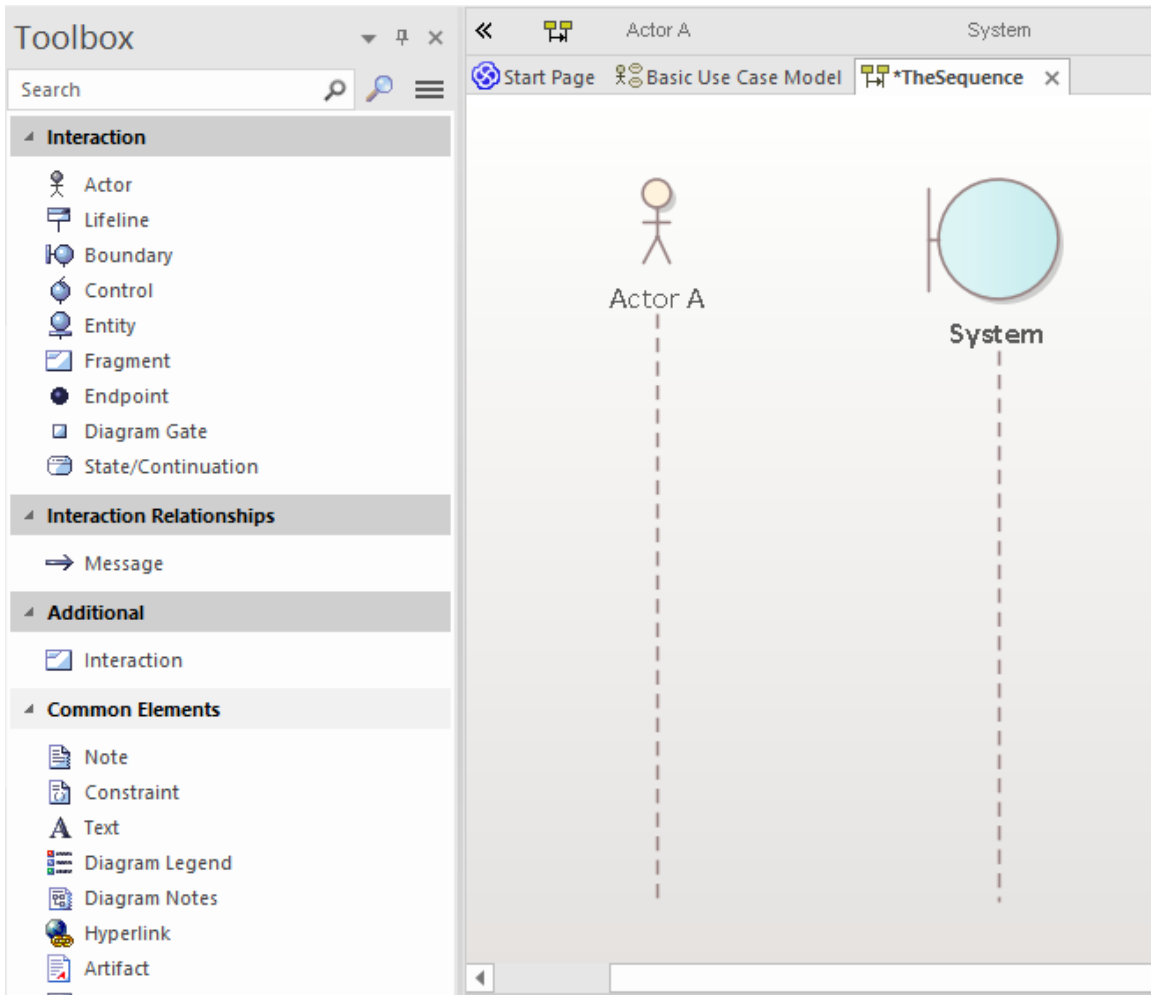 Toolbox
Search
Interaction
Actor
Lifeline
Boundary
Control
Entity
Fragment
Endpoint
Diagram Gate
State/Continuation
Interaction Relationships
Message
Additional
Interaction
Common Elements
Note
Constraint
Text
Diagram Legend
Diagram Notes
Hyperlink
Artifact
Actor A System
Start Page Basic Use Case Model *TheSequence
Actor A
System